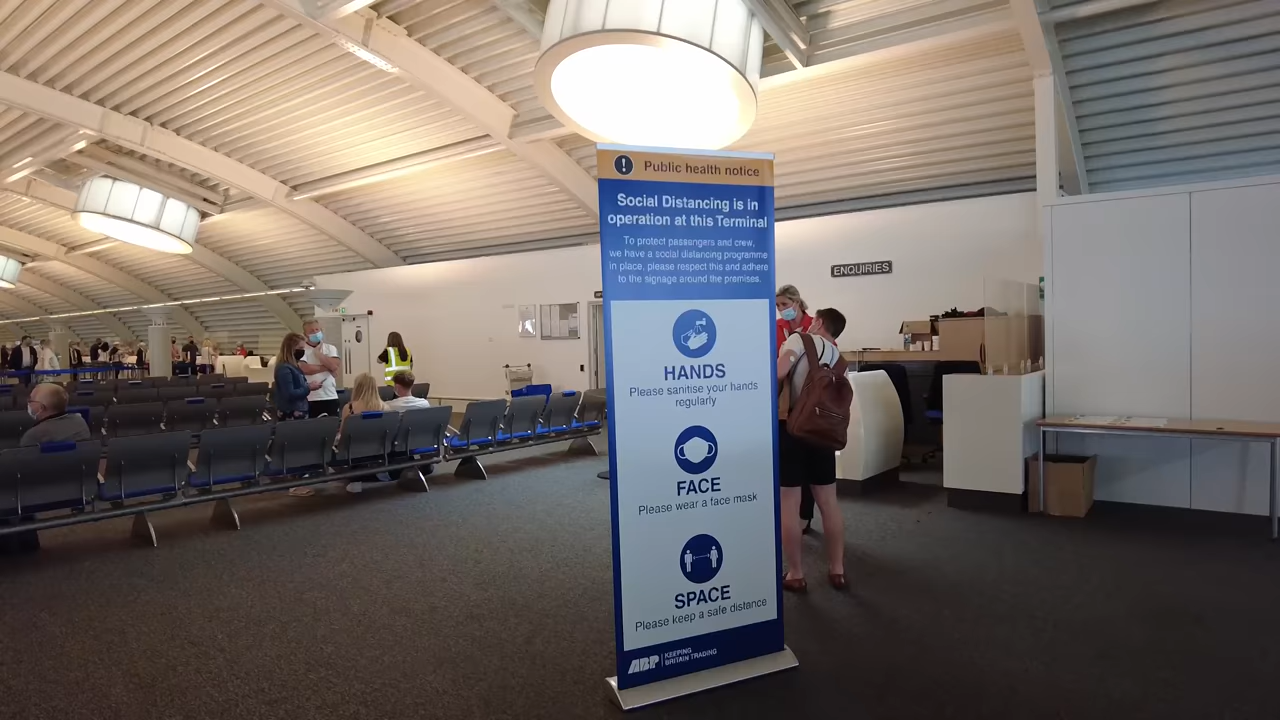 Public health notice
Social Distancing is in
operation at this Terminal
To protect passengers and crew,
we have a social distancing programme
in place, please respect this and adhere
to the signage around the premises.
ENQUIRIES
HANDS
Please sanitise your hands
regularly
FACE
Please wear a face mask
SPACE
Please keep a safe distance
ABP KEEPING
BRITAIN TRADING